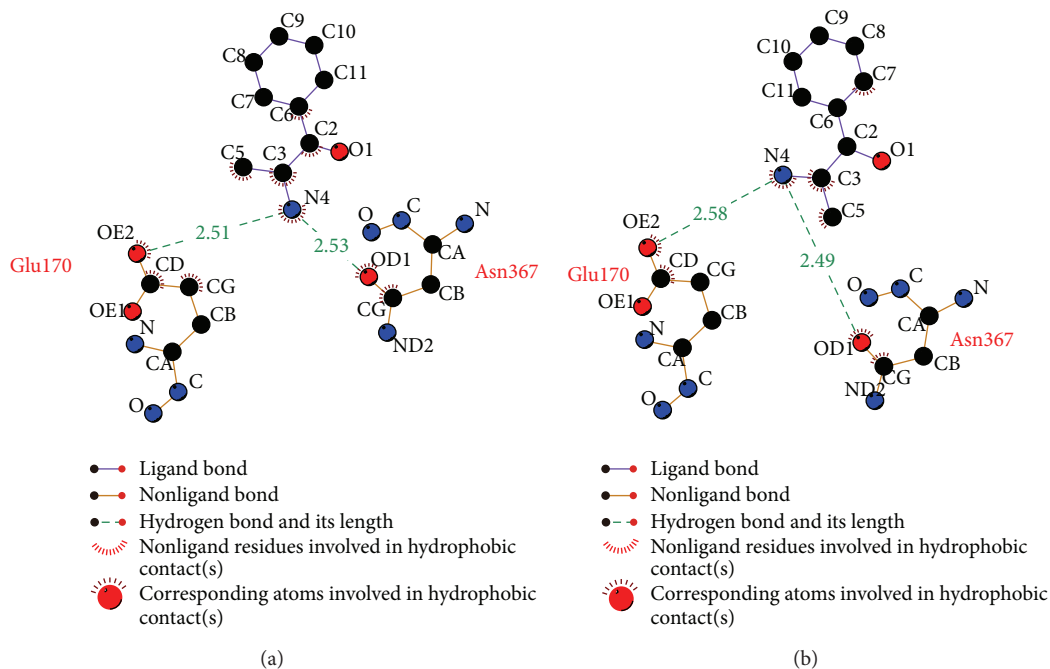 C9
C10
C8
C11
C7
C6
C2
O1
C5
C3
N4
2.51
2.53
OE2
Glu170
CD
CG
OE1
N
CB
CA
C
O
O
C
N
CA
OD1
Asn367
CB
CG
ND2
Ligand bond
Nonligand bond
Hydrogen bond and its length
Nonligand residues involved in hydrophobic
contact(s)
Corresponding atoms involved in hydrophobic
contact(s)
(a)
C9
C8
C10
C7
C11
C6
C2
O1
N4
C3
C5
2.58
2.49
OE2
Glu170
CD
CG
OE1
N
CB
CA
C
O
C
O
N
CA
Asn367
OD1
CB
CG
ND2
Ligand bond
Nonligand bond
Hydrogen bond and its length
Nonligand residues involved in hydrophobic
contact(s)
Corresponding atoms involved in hydrophobic
contact(s)
(b)